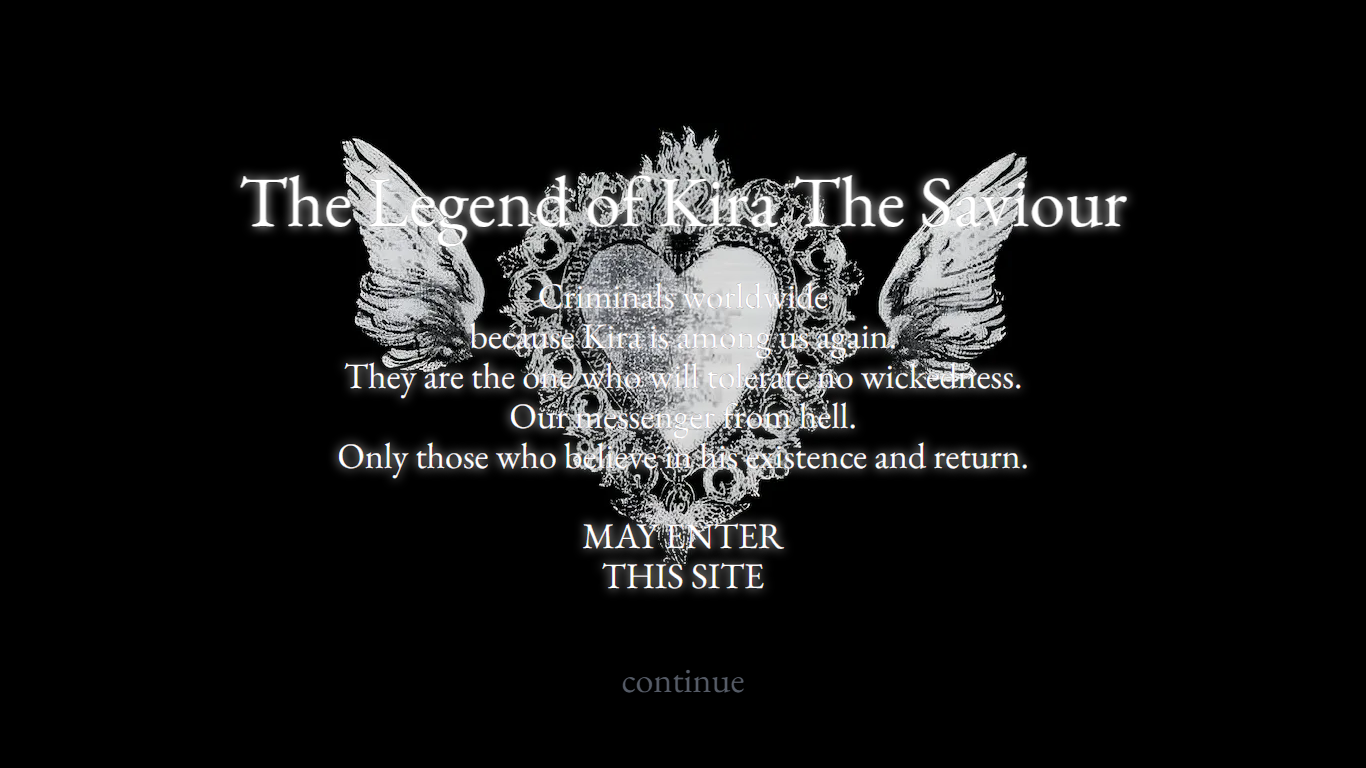 The Legend of Kira The Saviour
Criminals worldwide
because Kira is among us again.
They are the one who will tolerate no wickedness.
Our messenger from hell.
Only those who believe in his existence and return.
MAY ENTER
THIS SITE
continue